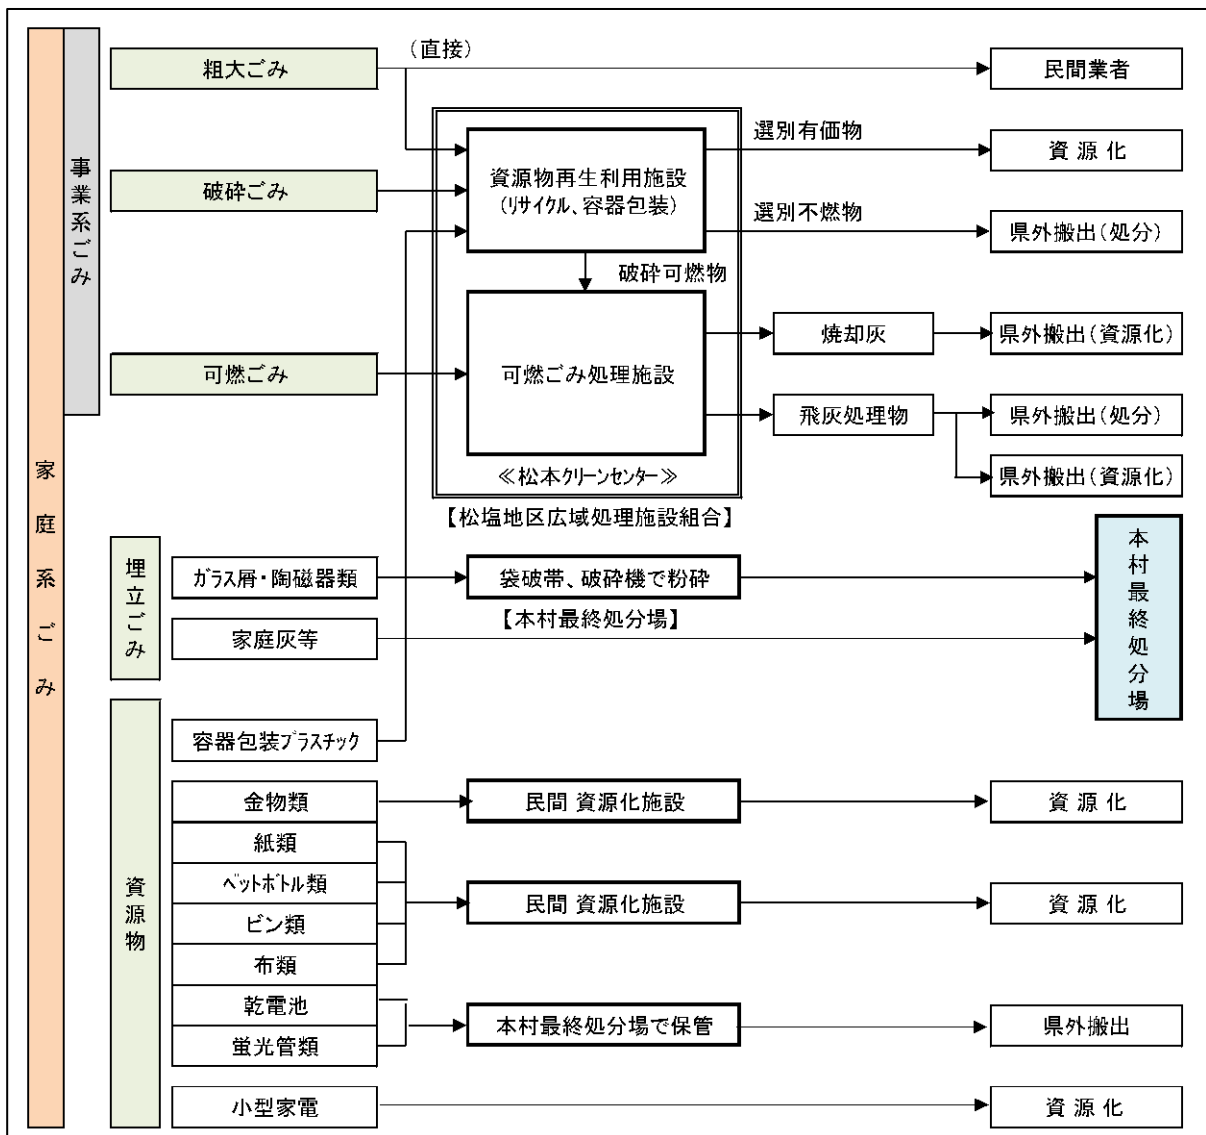 家庭系ごみ
事業系ごみ
粗大ごみ
（直接）
民間業者
破砕ごみ
資源物再生利用施設
(ﾘｻｲｸﾙ、容器包装)
選別有価物
資 源 化
選別不燃物
県外搬出(処分)
破砕可燃物
可燃ごみ
可燃ごみ処理施設
焼却灰
県外搬出(資源化)
飛灰処理物
県外搬出(処分)
県外搬出(資源化)
≪松本ｸﾘｰﾝｾﾝﾀｰ≫
【松塩地区広域処理施設組合】
埋立ごみ
ｶﾞﾗｽ屑・陶磁器類
袋破帯、破砕機で粉砕
【本村最終処分場】
家庭灰等
本村最終処分場
資源物
容器包装ﾌﾟﾗｽﾁｯｸ
金物類
民間 資源化施設
資 源 化
紙類
ﾍﾟｯﾄﾎﾞﾄﾙ類
ビン類
布類
民間 資源化施設
資 源 化
乾電池
蛍光管類
本村最終処分場で保管
県外搬出
小型家電
資 源 化